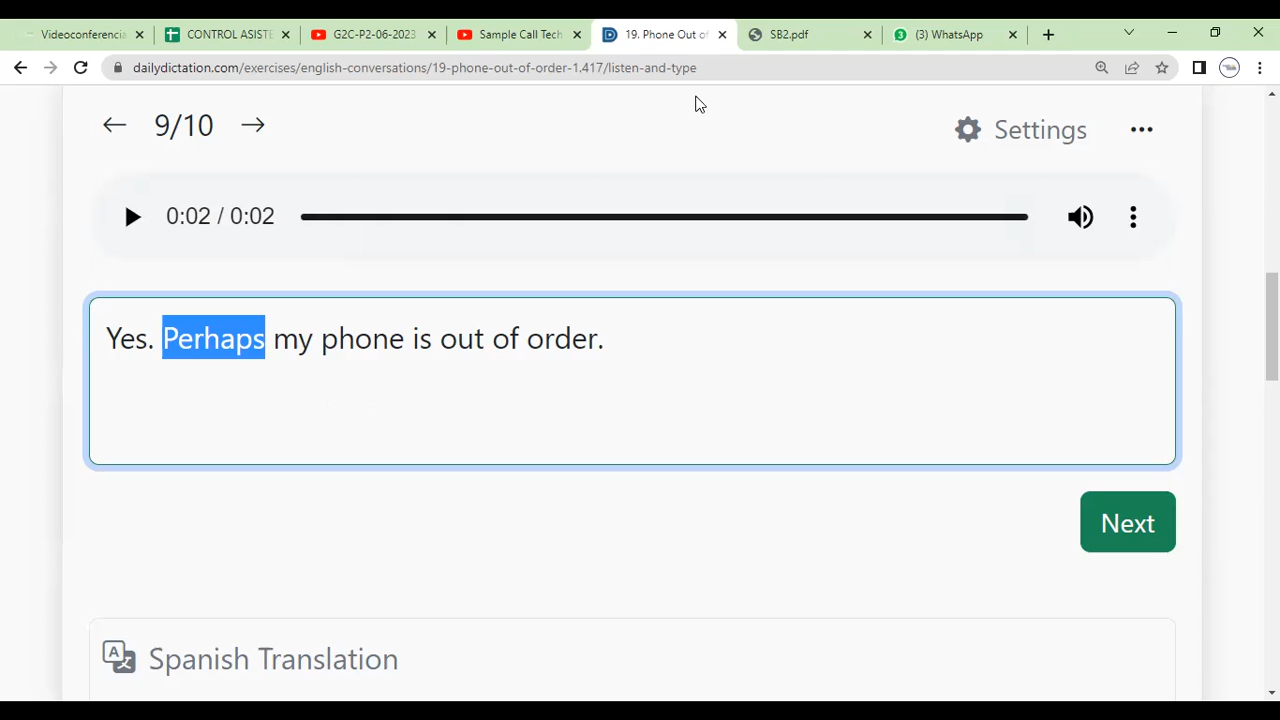 Videoconferencia
CONTROL ASISTE
G2C-P2-06-2023
Sample Call Tech
19. Phone Out of
SB2.pdf
(3) WhatsApp
dailydictation.com/exercises/english-conversations/19-phone-out-of-order-1.417/listen-and-type
9/10
Settings
0:02 / 0:02
Yes. Perhaps my phone is out of order.
Next
Spanish Translation